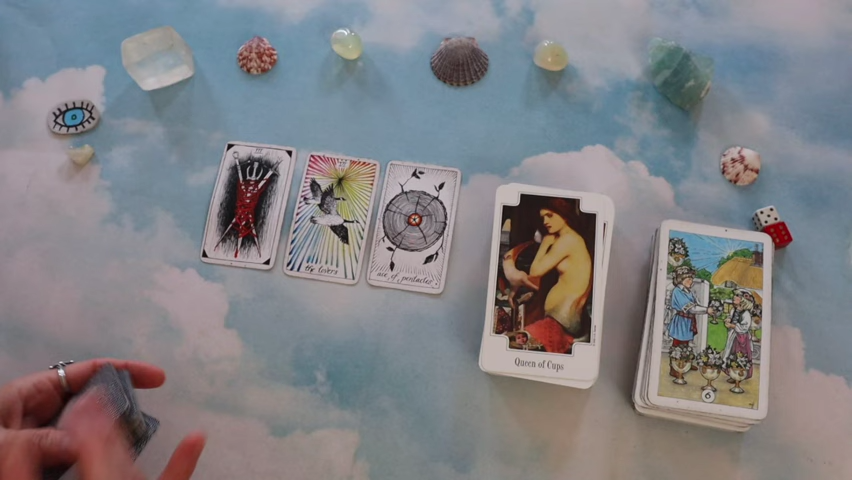 III
the lovers
ace of pentacles
Queen of Cups
6